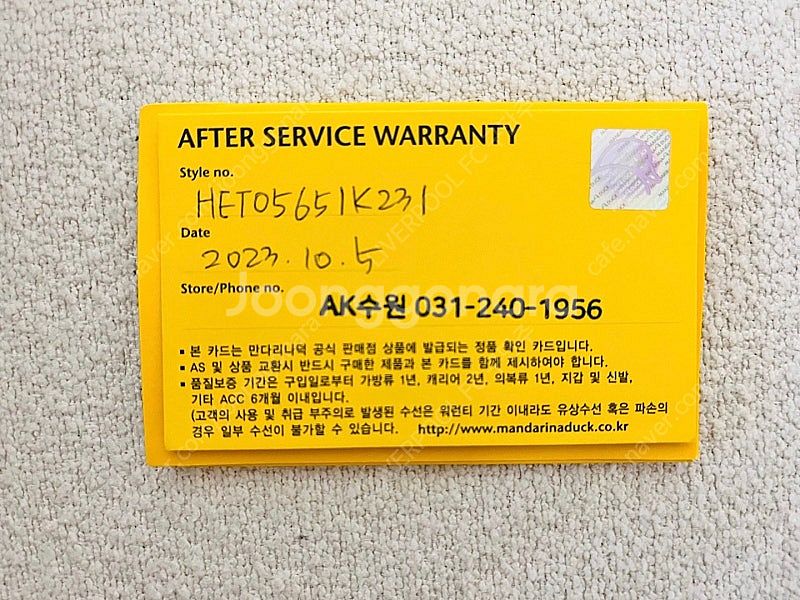 AFTER SERVICE WARRANTY
Style no.
HET05651K231
Date
2023.10.5
Store/Phone no.
AK수원 031-240-1956
Joonggonara
▪ 본 카드는 만다리나덕 공식 판매점 상품에 발급되는 정품 확인 카드입니다.
▪ AS 및 상품 교환시 반드시 구매한 제품과 본 카드를 함께 제시하여야 합니다.
▪ 품질보증 기간은 구입일로부터 가방류 1년, 캐리어 2년, 의복류 1년, 지갑 및 신발,
기타 ACC 6개월 이내입니다.
(고객의 사용 및 취급 부주의로 발생된 수선은 워런티 기간 이내라도 유상수선 혹은 파손의
경우 일부 수선이 불가할 수 있습니다. http://www.mandarinaduck.co.kr